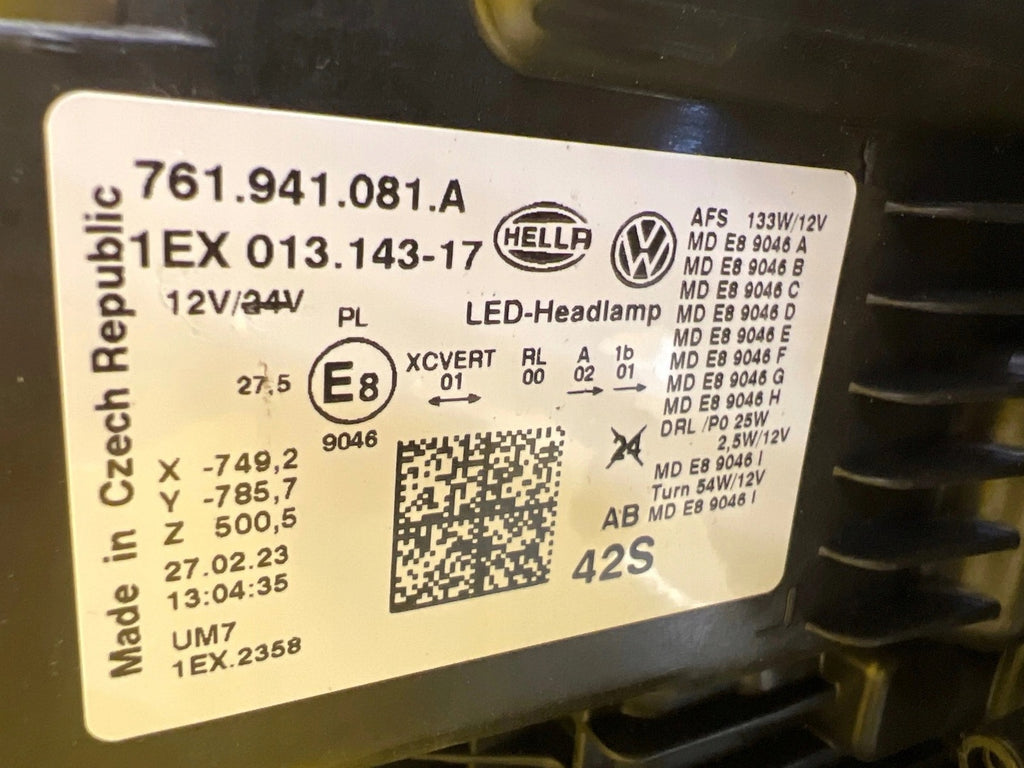 Made in Czech Republic
761.941.081.A
1EX 013.143-17
HELLA
12V/24V
LED-Headlamp
PL
27.5
E8
9046
XCVERT RL A 1b
01 00 02 01
X -749,2
Y -785,7
Z 500,5
27.02.23
13:04:35
UM7
1EX.2358
24
AB
42S
AFS 133W/12V
MD E8 9046 A
MD E8 9046 B
MD E8 9046 C
MD E8 9046 D
MD E8 9046 E
MD E8 9046 F
MD E8 9046 G
MD E8 9046 H
DRL /P0 25W
2,5W/12V
MD E8 9046 I
Turn 54W/12V
MD E8 9046 I